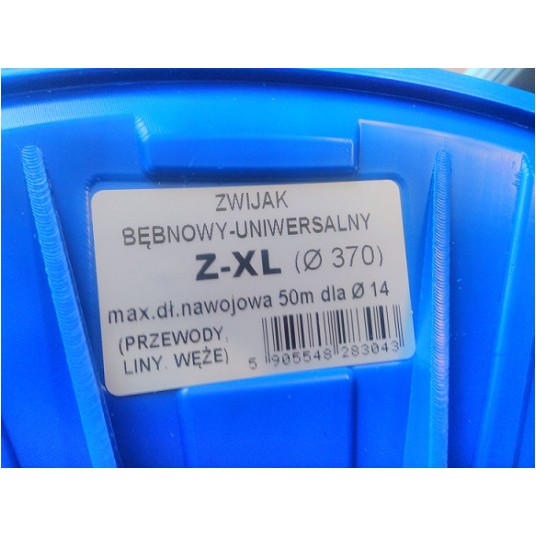 ZWIJAK
BĘBNOWY-UNIWERSALNY
Z-XL (Ø 370)
max.dł.nawojowa 50m dla Ø 14
(PRZEWODY,
LINY. WĘŻE)
5 905548 283043